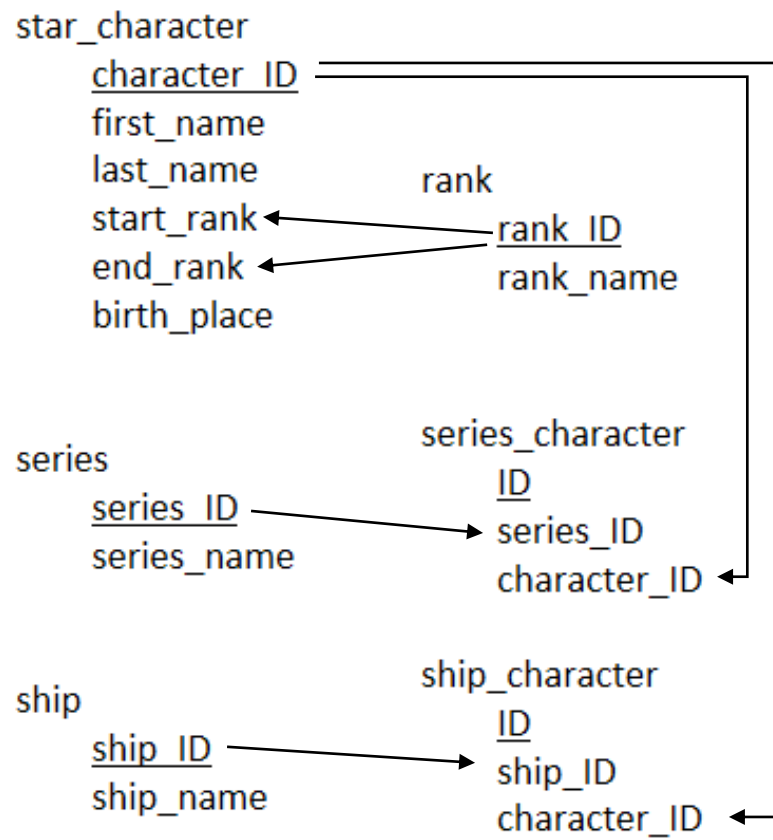 star_character
character_ID
first_name
last_name
start_rank
end_rank
birth_place
rank
rank_ID
rank_name
series
series_ID
series_name
series_character
ID
series_ID
character_ID
ship
ship_ID
ship_name
ship_character
ID
ship_ID
character_ID